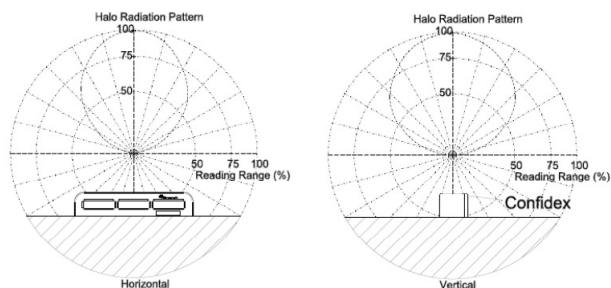 Halo Radiation Pattern
100
75
50
50 75 100
Reading Range (%)
Horizontal
Halo Radiation Pattern
100
75
50
50 75 100
Reading Range (%)
Confidex
Vertical